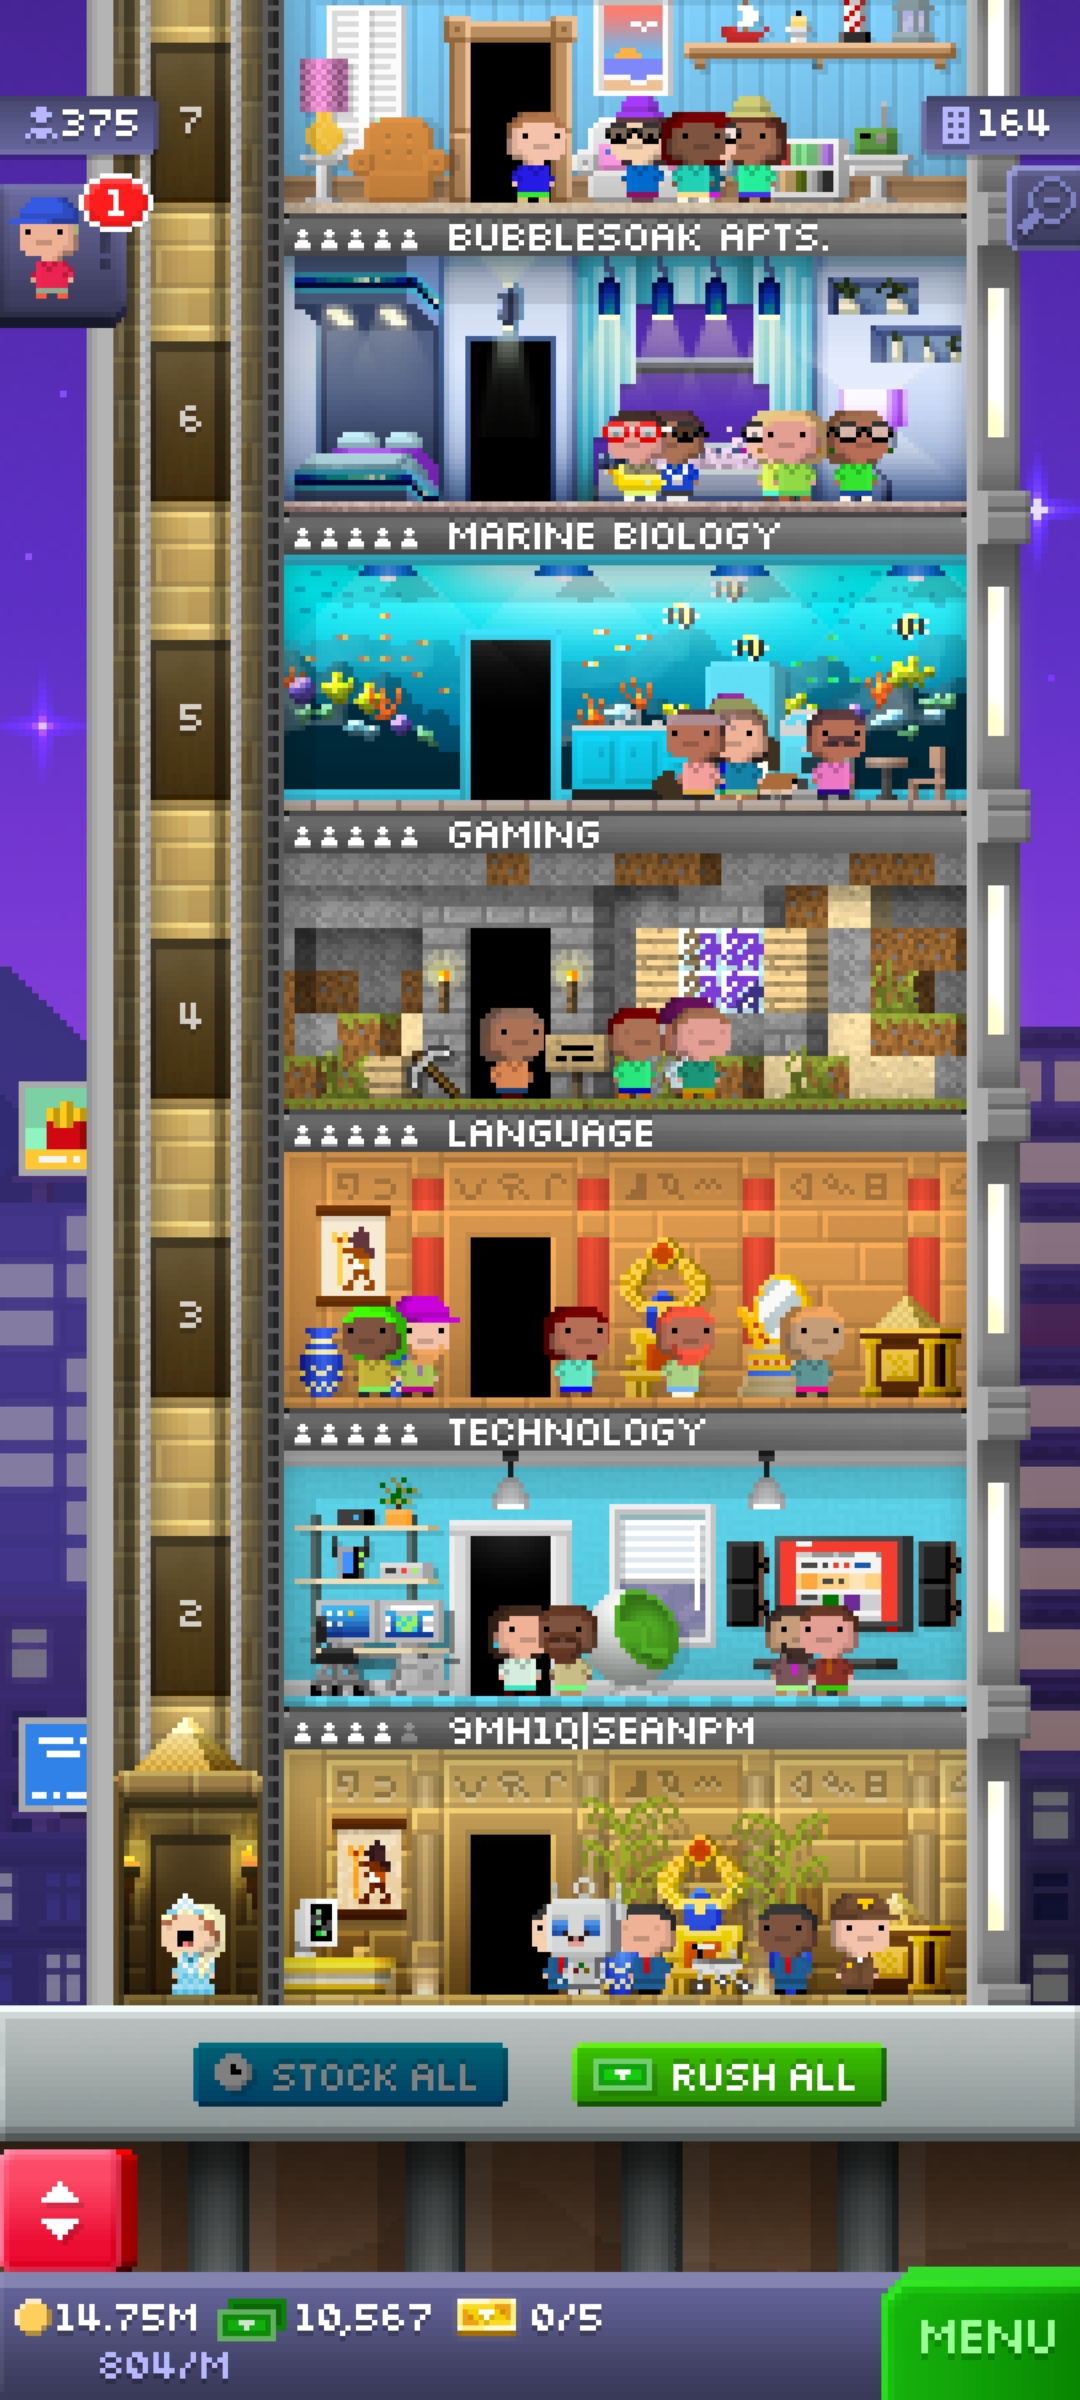 7
375
164
1
BUBBLESOAK APTS.
6
MARINE BIOLOGY
5
GAMING
4
LANGUAGE
3
TECHNOLOGY
2
9MH1Q|SEANPM
STOCK ALL
RUSH ALL
14.75M
10,567
0/5
804/M
MENU